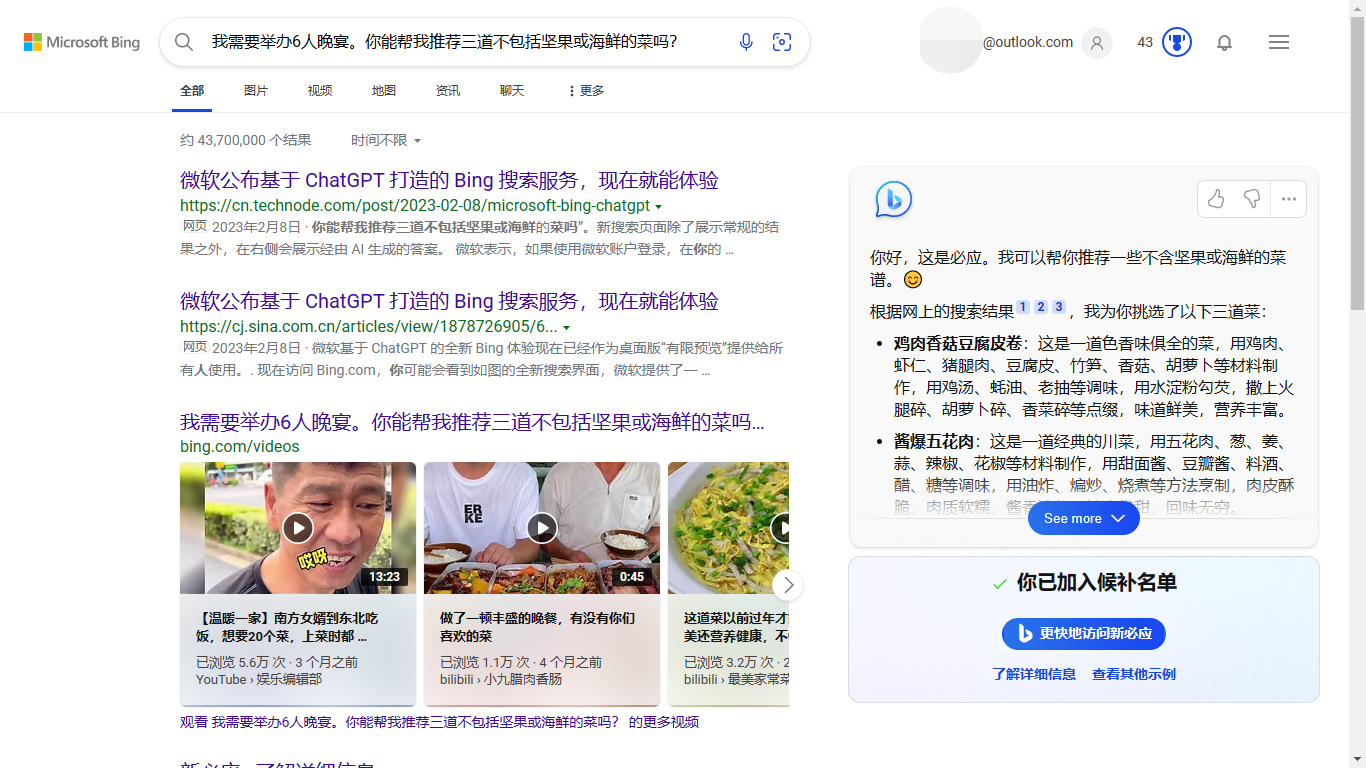 Microsoft Bing
我需要举办6人晚宴。你能帮我推荐三道不包括坚果或海鲜的菜吗？
@outlook.com
43
全部
图片
视频
地图
资讯
聊天
更多
约 43,700,000 个结果
时间不限
微软公布基于 ChatGPT 打造的 Bing 搜索服务，现在就能体验
https://cn.technode.com/post/2023-02-08/microsoft-bing-chatgpt
网页 2023年2月8日 · 你能帮我推荐三道不包括坚果或海鲜的菜吗”。新搜索页面除了展示常规的结
果之外，在右侧会展示经由 AI 生成的答案。 微软表示，如果使用微软账户登录，在你的 ...
微软公布基于 ChatGPT 打造的 Bing 搜索服务，现在就能体验
https://cj.sina.com.cn/articles/view/1878726905/6...
网页 2023年2月8日 · 微软基于 ChatGPT 的全新 Bing 体验现在已经作为桌面版“有限预览”提供给所
有人使用。. 现在访问 Bing.com，你可能会看到如图的全新搜索界面，微软提供了一 ...
我需要举办6人晚宴。你能帮我推荐三道不包括坚果或海鲜的菜吗...
bing.com/videos
哎呀
13:23
【温暖一家】南方女婿到东北吃
饭，想要20个菜，上菜时都 ...
已浏览 5.6万 次 · 3 个月之前
YouTube › 娱乐编辑部
ER
KE
0:45
做了一顿丰盛的晚餐，有没有你们
喜欢的菜
已浏览 1.1万 次 · 4 个月之前
bilibili › 小九腊肉香肠
这道菜以前过年才
美还营养健康，不
已浏览 3.2万 次 · 2
bilibili › 最美家常菜
观看 我需要举办6人晚宴。你能帮我推荐三道不包括坚果或海鲜的菜吗？ 的更多视频
你好，这是必应。我可以帮你推荐一些不含坚果或海鲜的菜
谱。😊
根据网上的搜索结果 1 2 3 ，我为你挑选了以下三道菜：
• 鸡肉香菇豆腐皮卷：这是一道色香味俱全的菜，用鸡肉、
虾仁、猪腿肉、豆腐皮、竹笋、香菇、胡萝卜等材料制
作，用鸡汤、蚝油、老抽等调味，用水淀粉勾芡，撒上火
腿碎、胡萝卜碎、香菜碎等点缀，味道鲜美，营养丰富。
• 酱爆五花肉：这是一道经典的川菜，用五花肉、葱、姜、
蒜、辣椒、花椒等材料制作，用甜面酱、豆瓣酱、料酒、
醋、糖等调味，用油炸、煸炒、烧煮等方法烹制，肉皮酥
脆，肉质软糯，酱香 甜，回味无穷。
See more
你已加入候补名单
更快地访问新必应
了解详细信息
查看其他示例